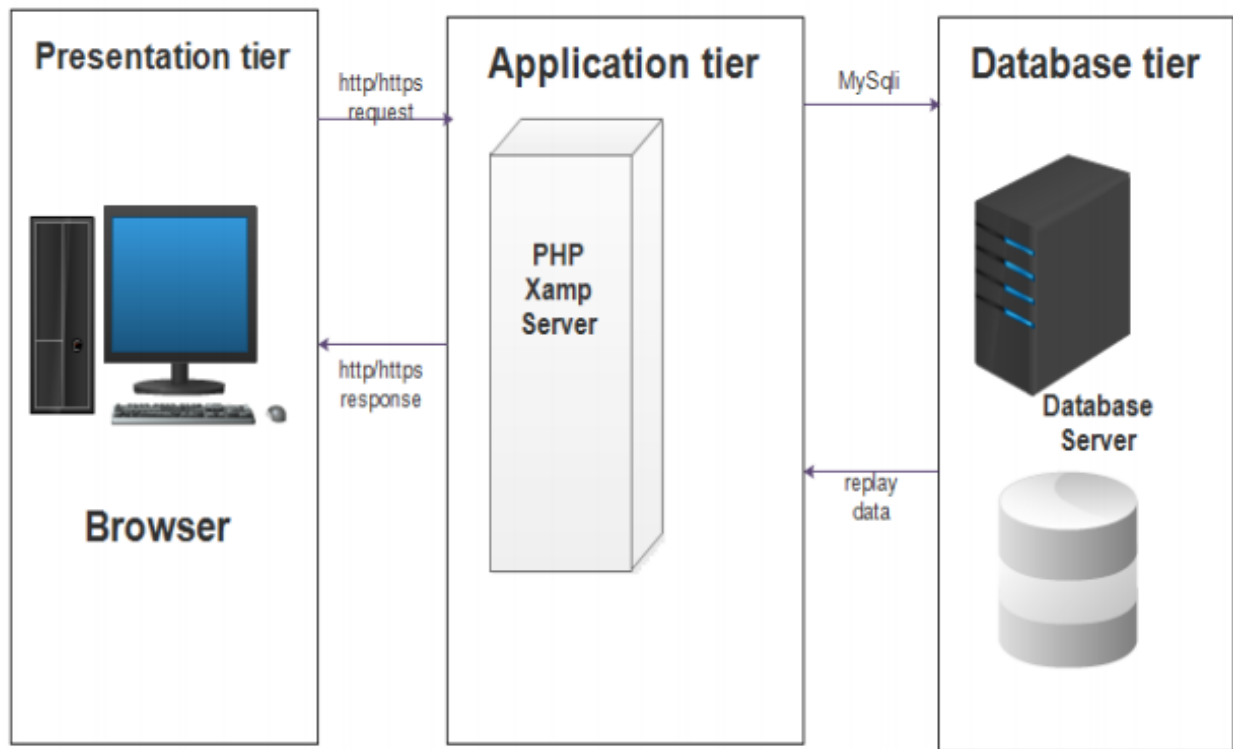 Presentation tier
http/https
request
http/https
response
Browser
Application tier
PHP
Xamp
Server
MySqli
replay
data
Database tier
Database
Server